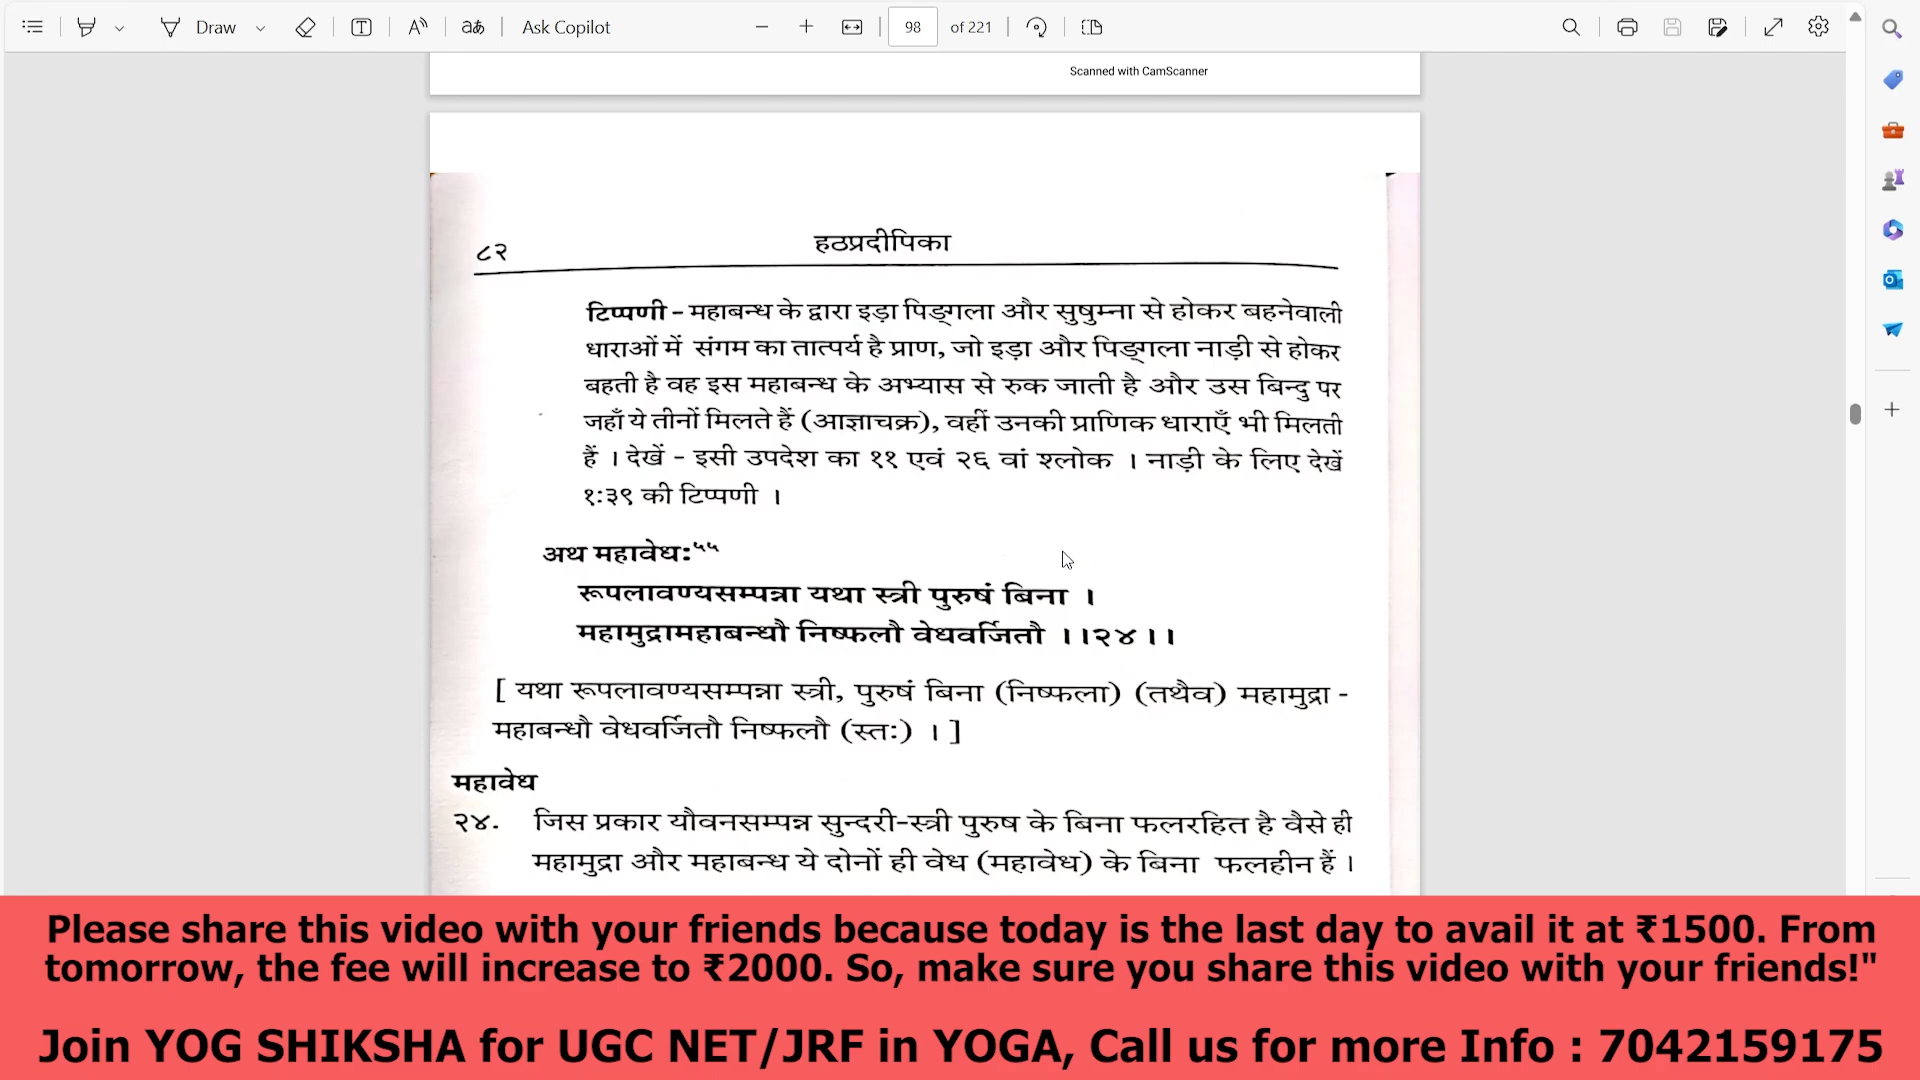 Draw
Ask Copilot
98
of 221
Scanned with CamScanner
८२
हठप्रदीपिका
टिप्पणी - महाबन्ध के द्वारा इड़ा पिङ्गला और सुषुम्ना से होकर बहनेवाली
धाराओं में संगम का तात्पर्य है प्राण, जो इड़ा और पिङ्गला नाड़ी से होकर
बहती है वह इस महाबन्ध के अभ्यास से रुक जाती है और उस बिन्दु पर
जहाँ ये तीनों मिलते हैं (आज्ञाचक्र), वहीं उनकी प्राणिक धाराएँ भी मिलती
हैं । देखें - इसी उपदेश का ११ एवं २६ वां श्लोक । नाड़ी के लिए देखें
१:३९ की टिप्पणी ।
अथ महावेधः५५
रूपलावण्यसम्पन्ना यथा स्त्री पुरुषं बिना ।
महामुद्रामहाबन्धौ निष्फलौ वेधवर्जितौ ।।२४।।
[ यथा रूपलावण्यसम्पन्ना स्त्री, पुरुषं बिना (निष्फला) (तथैव) महामुद्रा -
महाबन्धौ वेधवर्जितौ निष्फलौ (स्तः) । ]
महावेध
२४. जिस प्रकार यौवनसम्पन्न सुन्दरी-स्त्री पुरुष के बिना फलरहित है वैसे ही
महामुद्रा और महाबन्ध ये दोनों ही वेध (महावेध) के बिना फलहीन हैं ।
Please share this video with your friends because today is the last day to avail it at ₹1500. From
tomorrow, the fee will increase to ₹2000. So, make sure you share this video with your friends!"
Join YOG SHIKSHA for UGC NET/JRF in YOGA, Call us for more Info : 7042159175